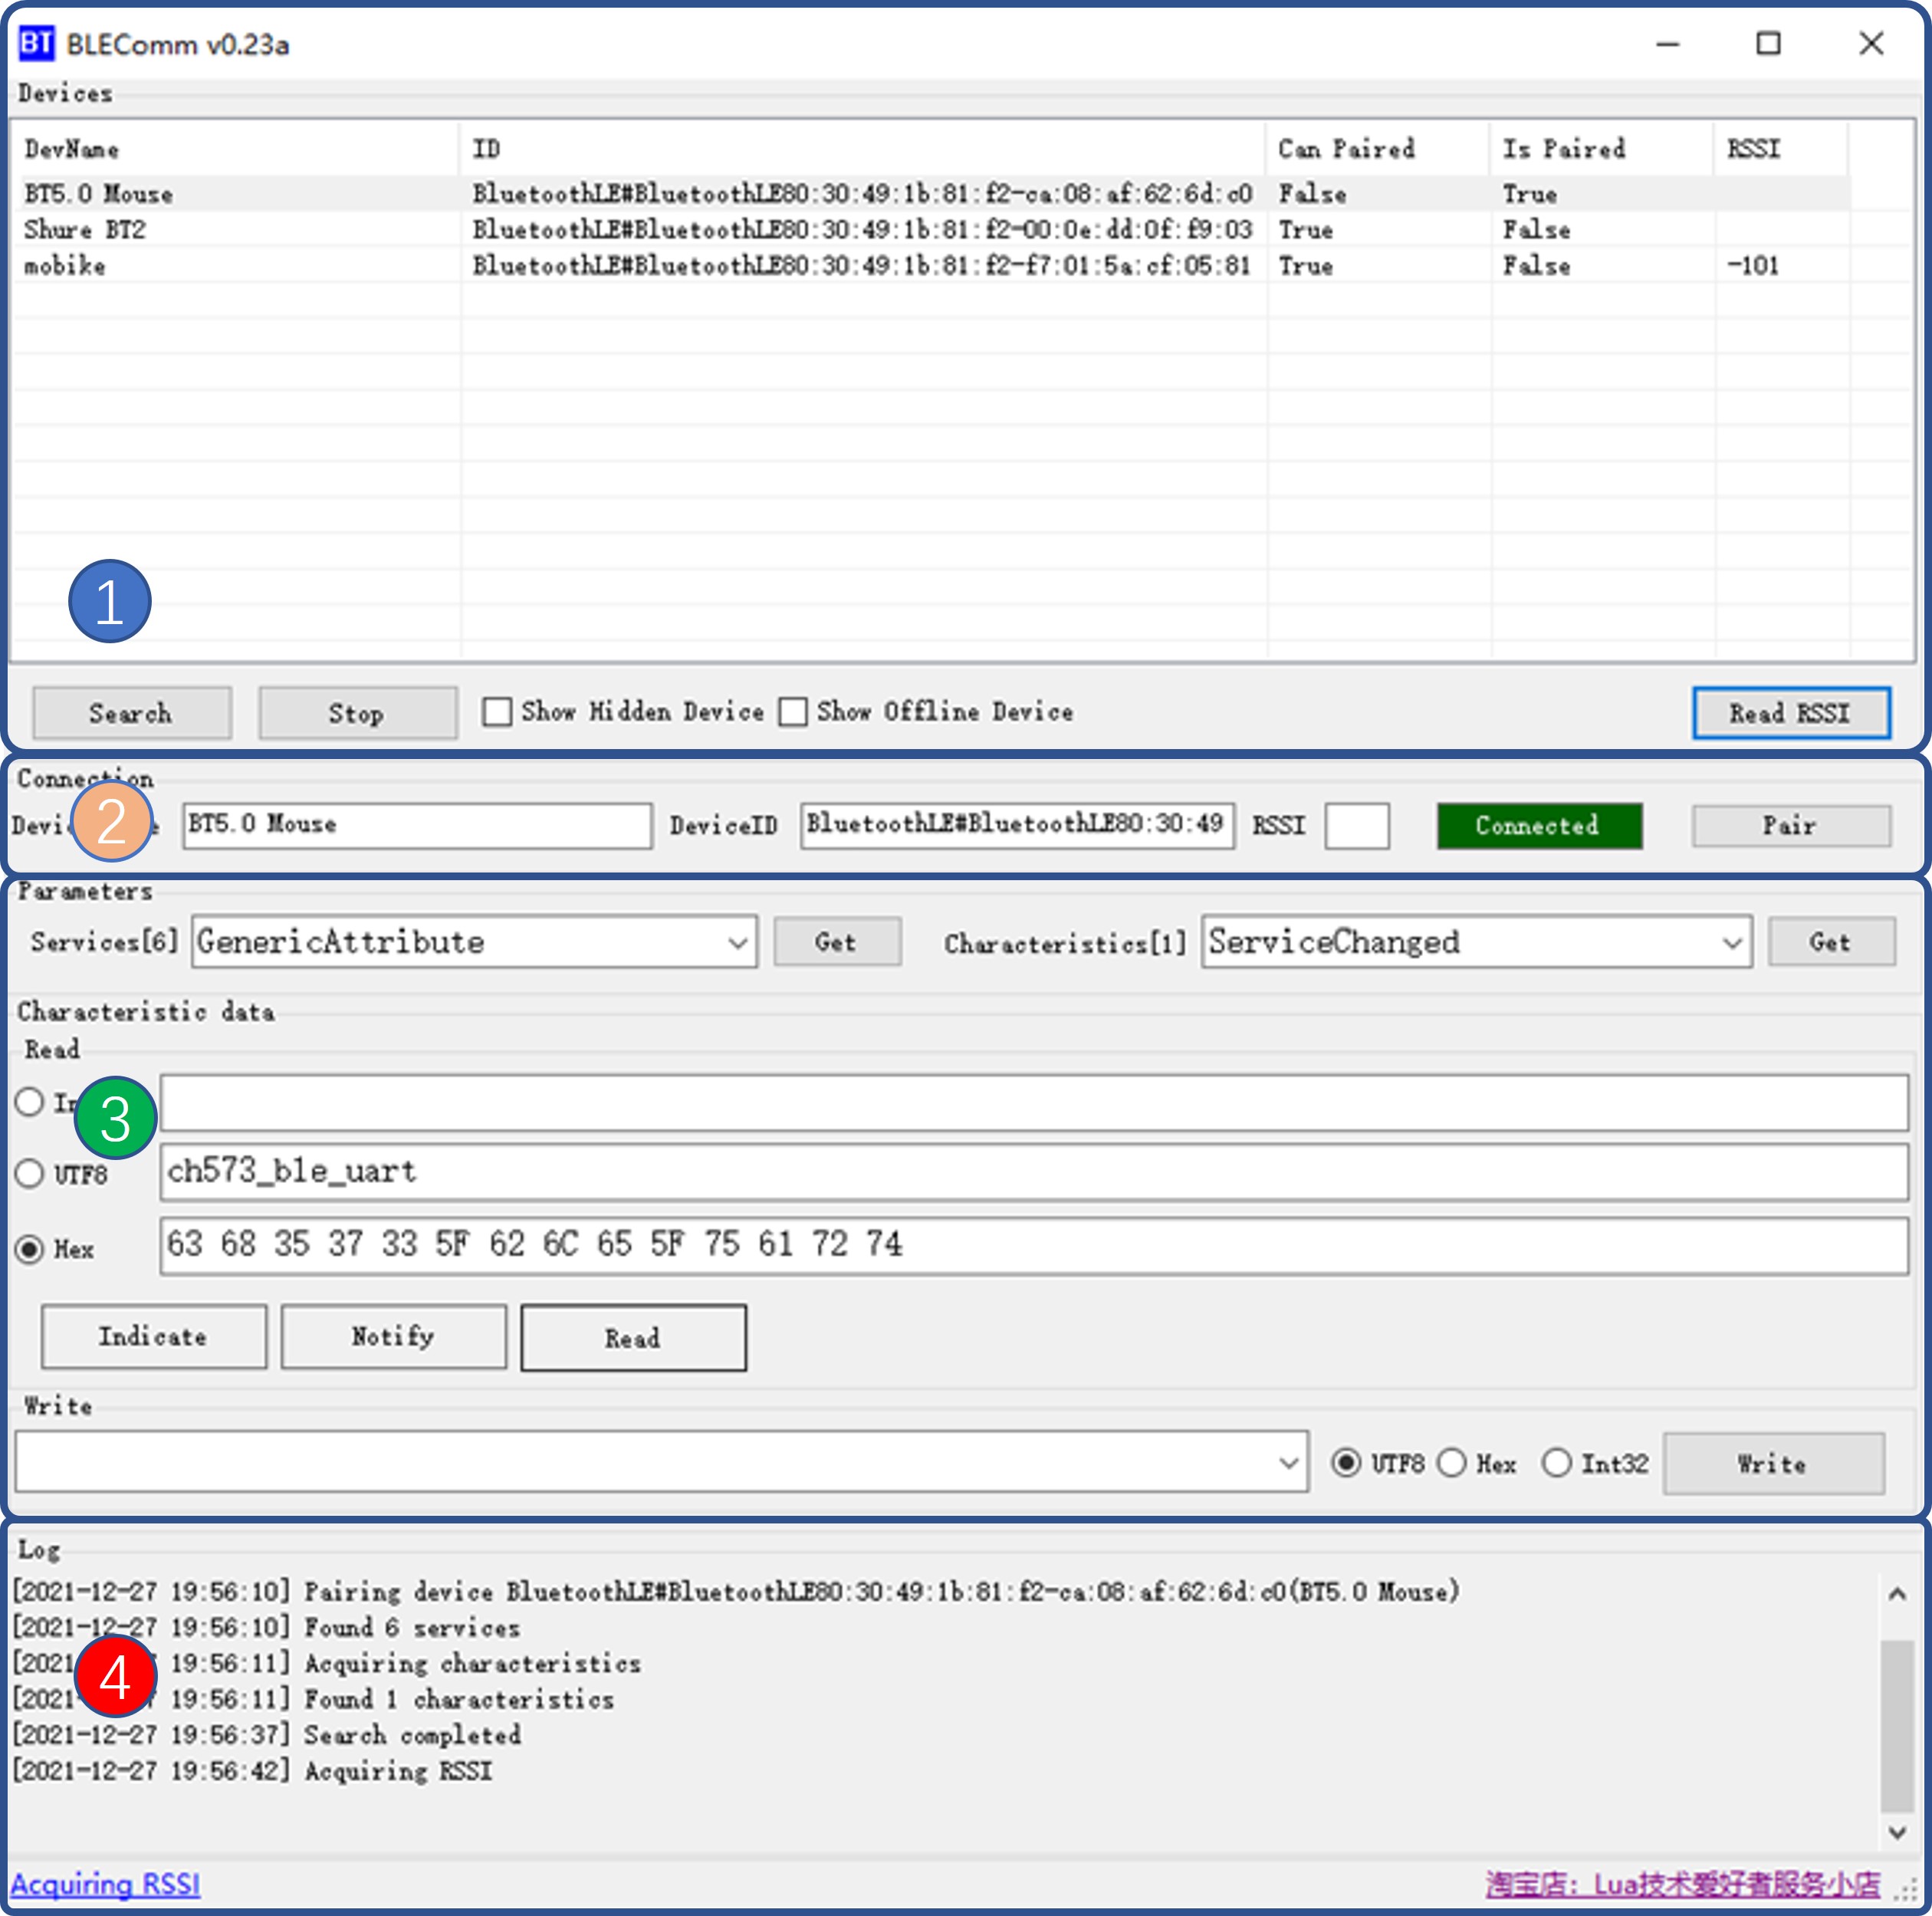 BT BLEComm v0.23a
Devices
DevName ID Can Paired Is Paired RSSI
BT5.0 Mouse BluetoothLE#BluetoothLE80:30:49:1b:81:f2-ca:08:af:62:6d:c0 False True
Shure BT2 BluetoothLE#BluetoothLE80:30:49:1b:81:f2-00:0e:dd:0f:f9:03 True False
mobike BluetoothLE#BluetoothLE80:30:49:1b:81:f2-f7:01:5a:cf:05:81 True False -101
1
Search Stop Show Hidden Device Show Offline Device Read RSSI
Connection
2 BT5.0 Mouse DeviceID BluetoothLE#BluetoothLE80:30:49 RSSI Connected Pair
Parameters
Services[6] GenericAttribute Get Characteristics[1] ServiceChanged Get
Characteristic data
Read
3
UTF8 ch573_ble_uart
Hex 63 68 35 37 33 5F 62 6C 65 5F 75 61 72 74
Indicate Notify Read
Write
UTF8 Hex Int32 Write
Log
[2021-12-27 19:56:10] Pairing device BluetoothLE#BluetoothLE80:30:49:1b:81:f2-ca:08:af:62:6d:c0(BT5.0 Mouse)
[2021-12-27 19:56:10] Found 6 services
[2021 4 7 19:56:11] Acquiring characteristics
[2021 7 19:56:11] Found 1 characteristics
[2021-12-27 19:56:37] Search completed
[2021-12-27 19:56:42] Acquiring RSSI
Acquiring RSSI 淘宝店：Lua技术爱好者服务小店